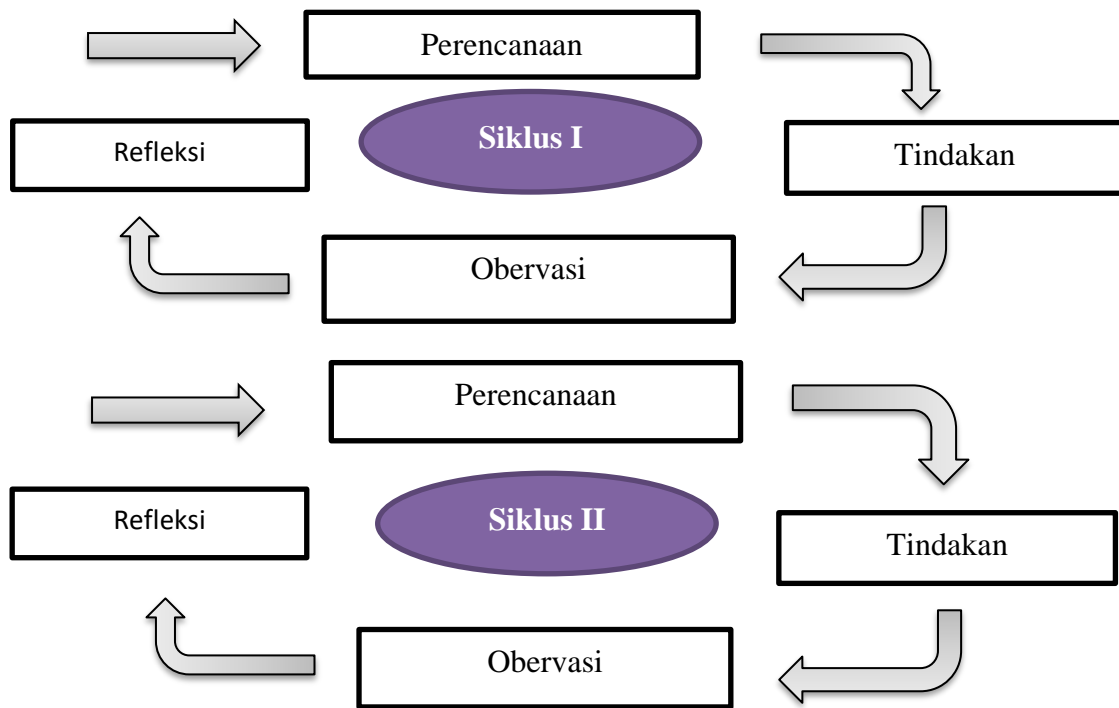 Perencanaan
Siklus I
Refleksi
Tindakan
Obervasi
Perencanaan
Siklus II
Refleksi
Tindakan
Obervasi